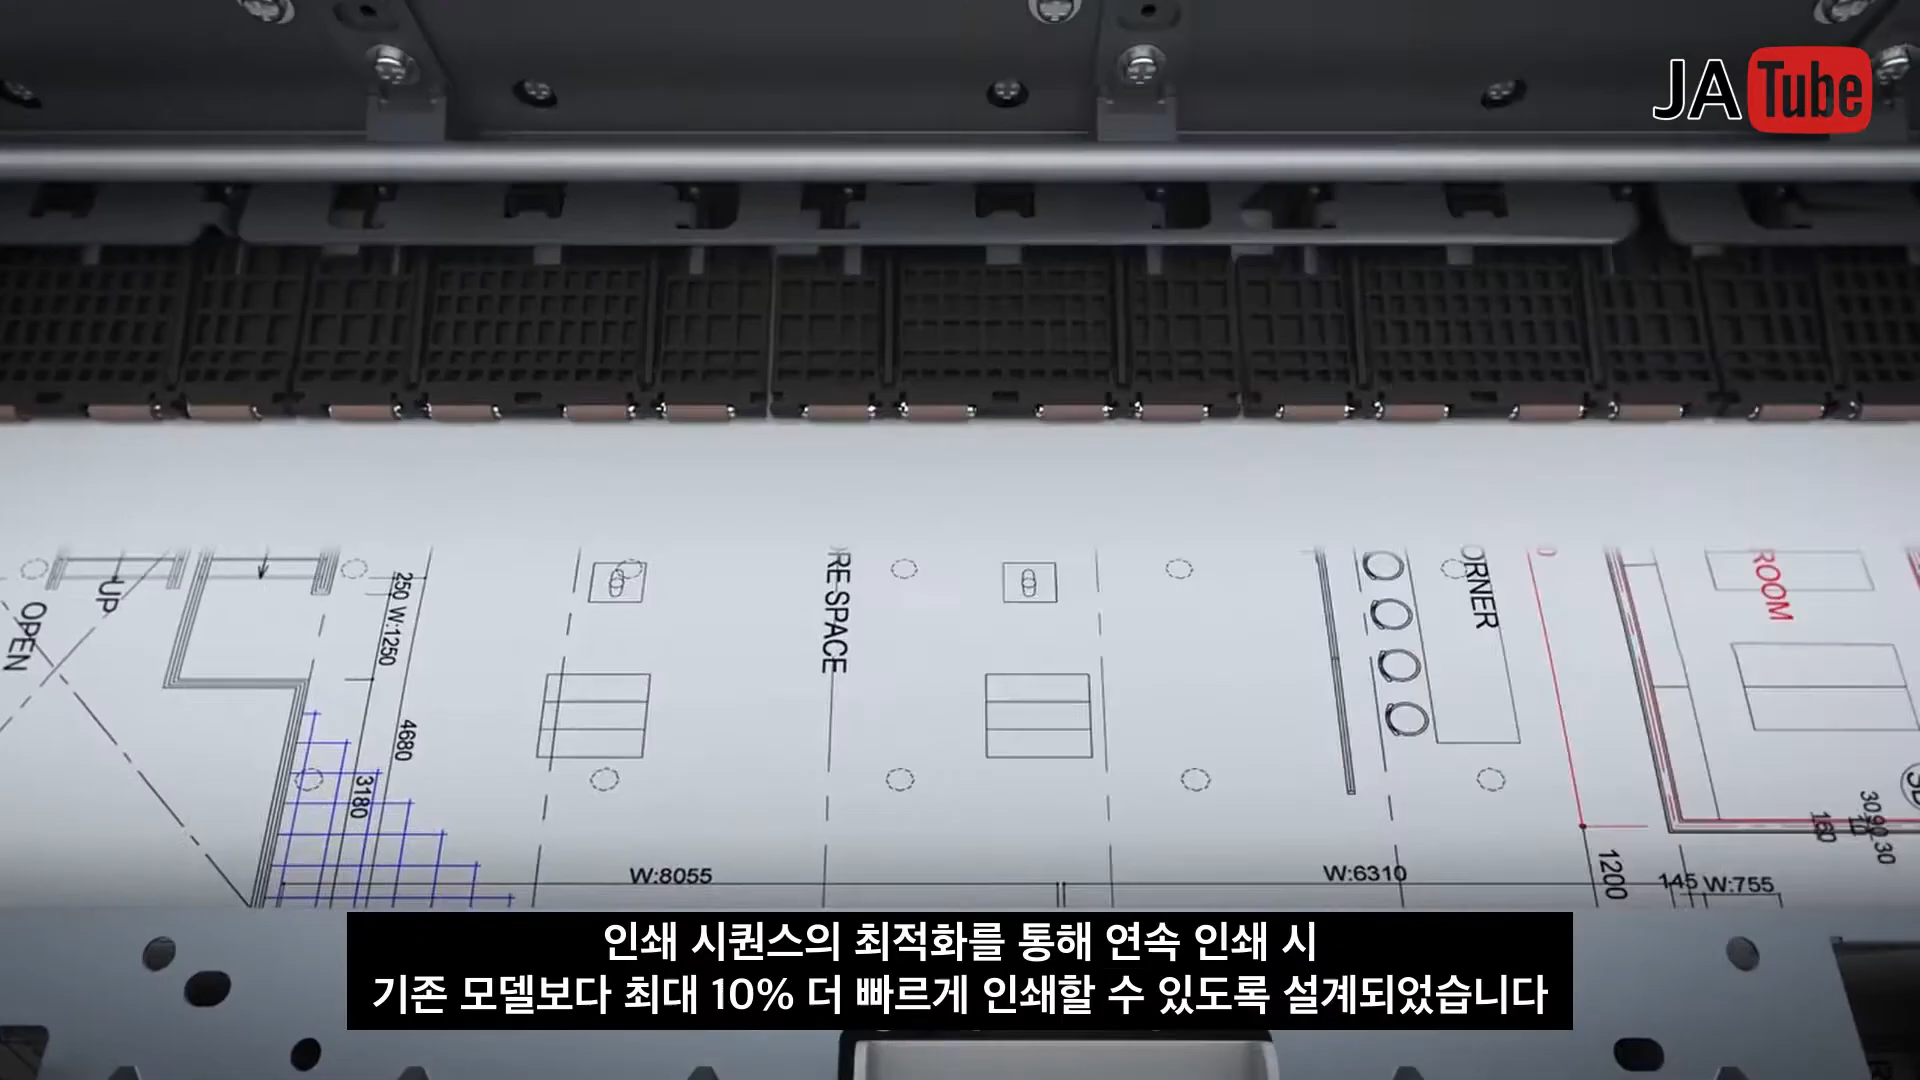 JA Tube
OPEN
UP
250 W:1250
4680
3180
RE-SPACE
ORNER
ROOM
W:8055
W:6310
1200
145 W:755
160
인쇄 시퀀스의 최적화를 통해 연속 인쇄 시
기존 모델보다 최대 10% 더 빠르게 인쇄할 수 있도록 설계되었습니다